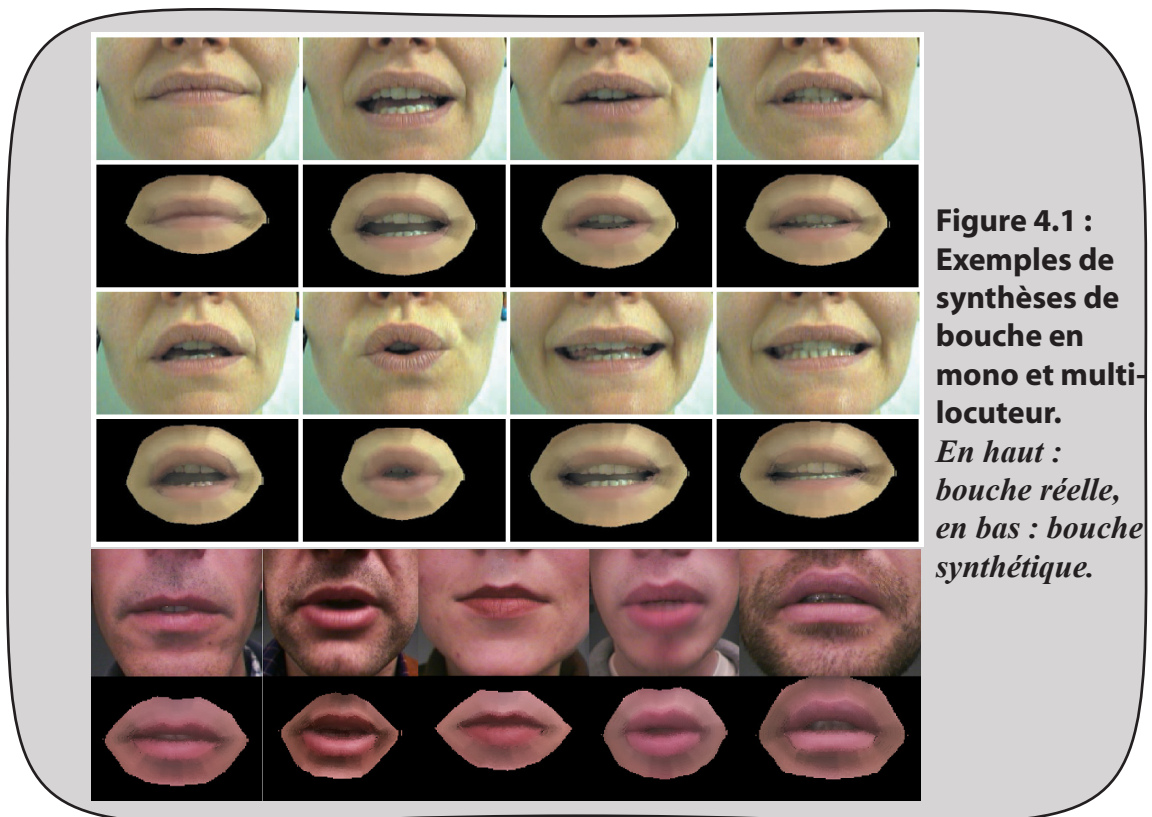 Figure 4.1 :
Exemples de
synthèses de
bouche en
mono et multi-
locuteur.
En haut :
bouche réelle,
en bas : bouche
synthétique.